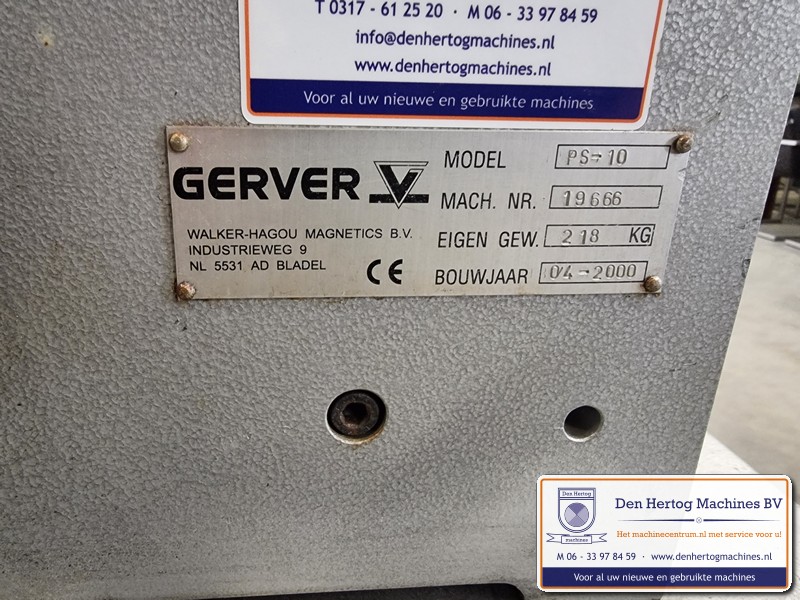 T 0317 - 61 25 20 · M 06 - 33 97 84 59
info@denhertogmachines.nl
www.denhertogmachines.nl
Voor al uw nieuwe en gebruikte machines
GERVER
WALKER-HAGOU MAGNETICS B.V.
INDUSTRIEWEG 9
NL 5531 AD BLADEL
CE
MODEL PS-10
MACH. NR. 19666
EIGEN GEW. 218 KG
BOUWJAAR 04-2000
Den Hertog
machines
Den Hertog Machines BV
Het machinecentrum.nl met service voor u!
M 06 - 33 97 84 59 · www.denhertogmachines.nl
Voor al uw nieuwe en gebruikte machines